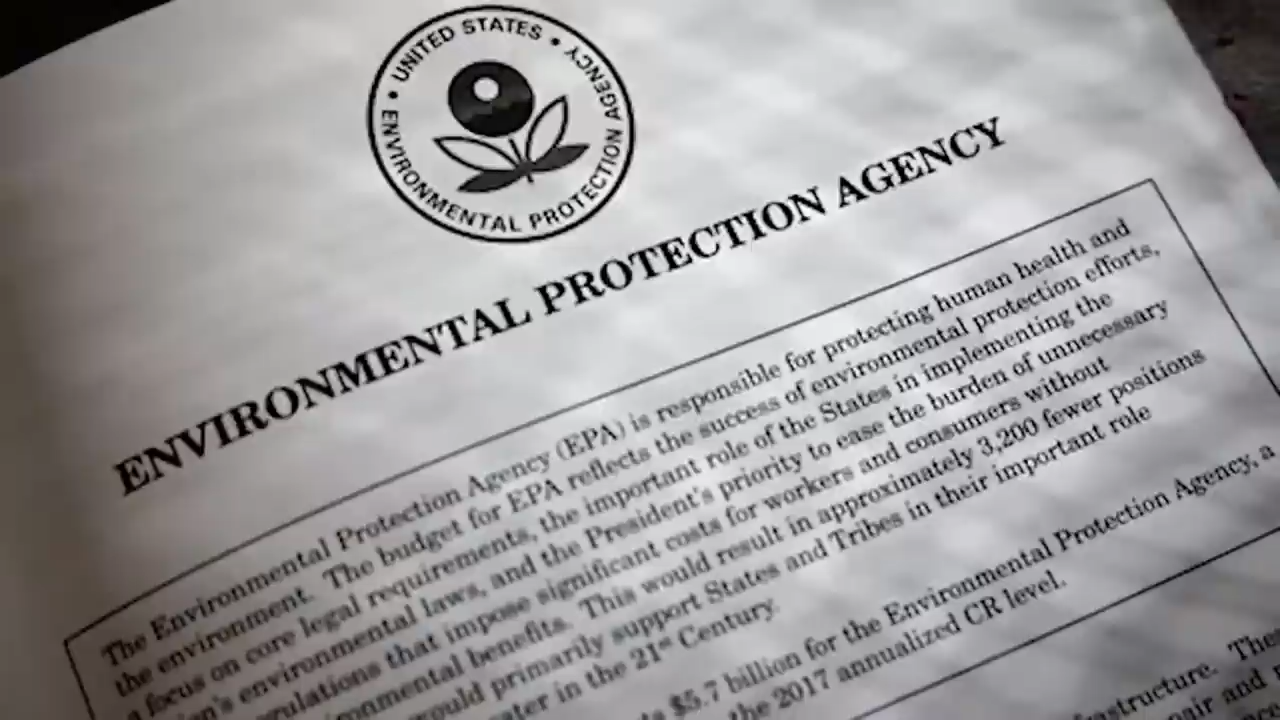 UNITED STATES
ENVIRONMENTAL PROTECTION AGENCY
ENVIRONMENTAL PROTECTION AGENCY
The Environmental Protection Agency (EPA) is responsible for protecting human health and
the environment. The budget for EPA reflects the success of environmental protection efforts,
a focus on core legal requirements, the important role of the States in implementing the
environmental laws, and the President's priority to ease the burden of unnecessary
that impose significant costs for workers and consumers without
benefits. This would result in approximately 3,200 fewer positions
primarily support States and Tribes in their important role
in the 21st Century.
$5.7 billion for the Environmental Protection Agency, a
the 2017 annualized CR level.